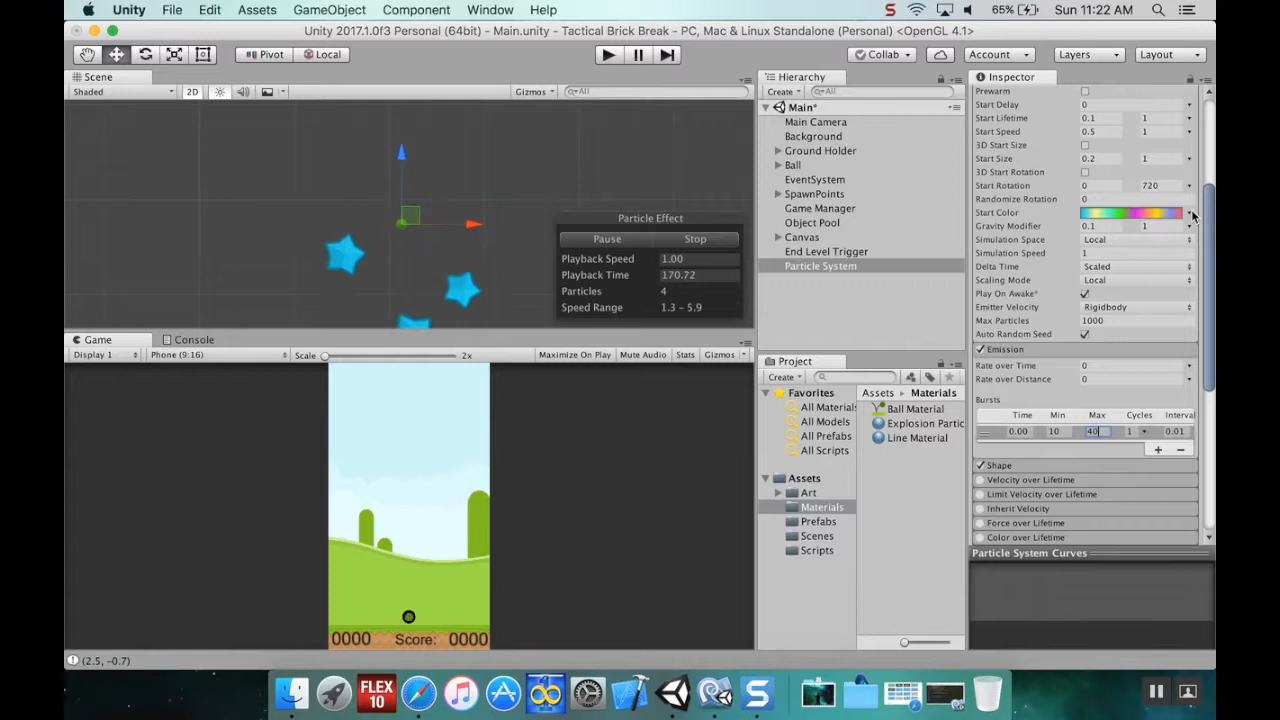 Unity File Edit Assets GameObject Component Window Help 65% Sun 11:22 AM
Unity 2017.1.0f3 Personal (64bit) - Main.unity - Tactical Brick Break - PC, Mac & Linux Standalone (Personal) <OpenGL 4.1>
Pivot Local Collab Account Layers Layout
Scene Hierarchy Inspector
Shaded 2D Gizmos All Create All
Main*
Main Camera
Background
Ground Holder
Ball
EventSystem
SpawnPoints
Game Manager
Object Pool
Canvas
End Level Trigger
Particle System
Particle Effect
Pause Stop
Playback Speed 1.00
Playback Time 170.72
Particles 4
Speed Range 1.3 – 5.9
Prewarm
Start Delay 0
Start Lifetime 0.1 1
Start Speed 0.5 1
3D Start Size
Start Size 0.2 1
3D Start Rotation
Start Rotation 0 720
Randomize Rotation 0
Start Color
Gravity Modifier 0.1 1
Simulation Space Local
Simulation Speed 1
Delta Time Scaled
Scaling Mode Local
Play On Awake*
Emitter Velocity Rigidbody
Max Particles 1000
Auto Random Seed
Emission
Rate over Time 0
Rate over Distance 0
Bursts
Time Min Max Cycles Interval
0.00 10 40 1 0.01
Shape
Velocity over Lifetime
Limit Velocity over Lifetime
Inherit Velocity
Force over Lifetime
Color over Lifetime
Particle System Curves
Game Console
Display 1 Phone (9:16) Scale 2x Maximize On Play Mute Audio Stats Gizmos
0000 Score: 0000
Project
Create
Favorites
All Materials
All Models
All Prefabs
All Scripts
Assets
Art
Materials
Prefabs
Scenes
Scripts
Assets Materials
Ball Material
Explosion Partic
Line Material
(2.5, -0.7)
FLEX
10